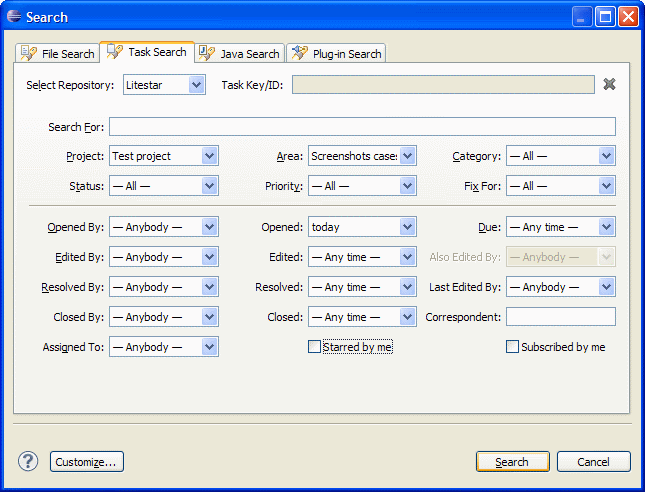 Search
File Search Task Search Java Search Plug-in Search
Select Repository: Litestar Task Key/ID:
Search For:
Project: Test project Area: Screenshots cases Category: — All —
Status: — All — Priority: — All — Fix For: — All —
Opened By: — Anybody — Opened: today Due: — Any time —
Edited By: — Anybody — Edited: — Any time — Also Edited By: — Anybody —
Resolved By: — Anybody — Resolved: — Any time — Last Edited By: — Anybody —
Closed By: — Anybody — Closed: — Any time — Correspondent:
Assigned To: — Anybody — Starred by me Subscribed by me
? Customize... Search Cancel